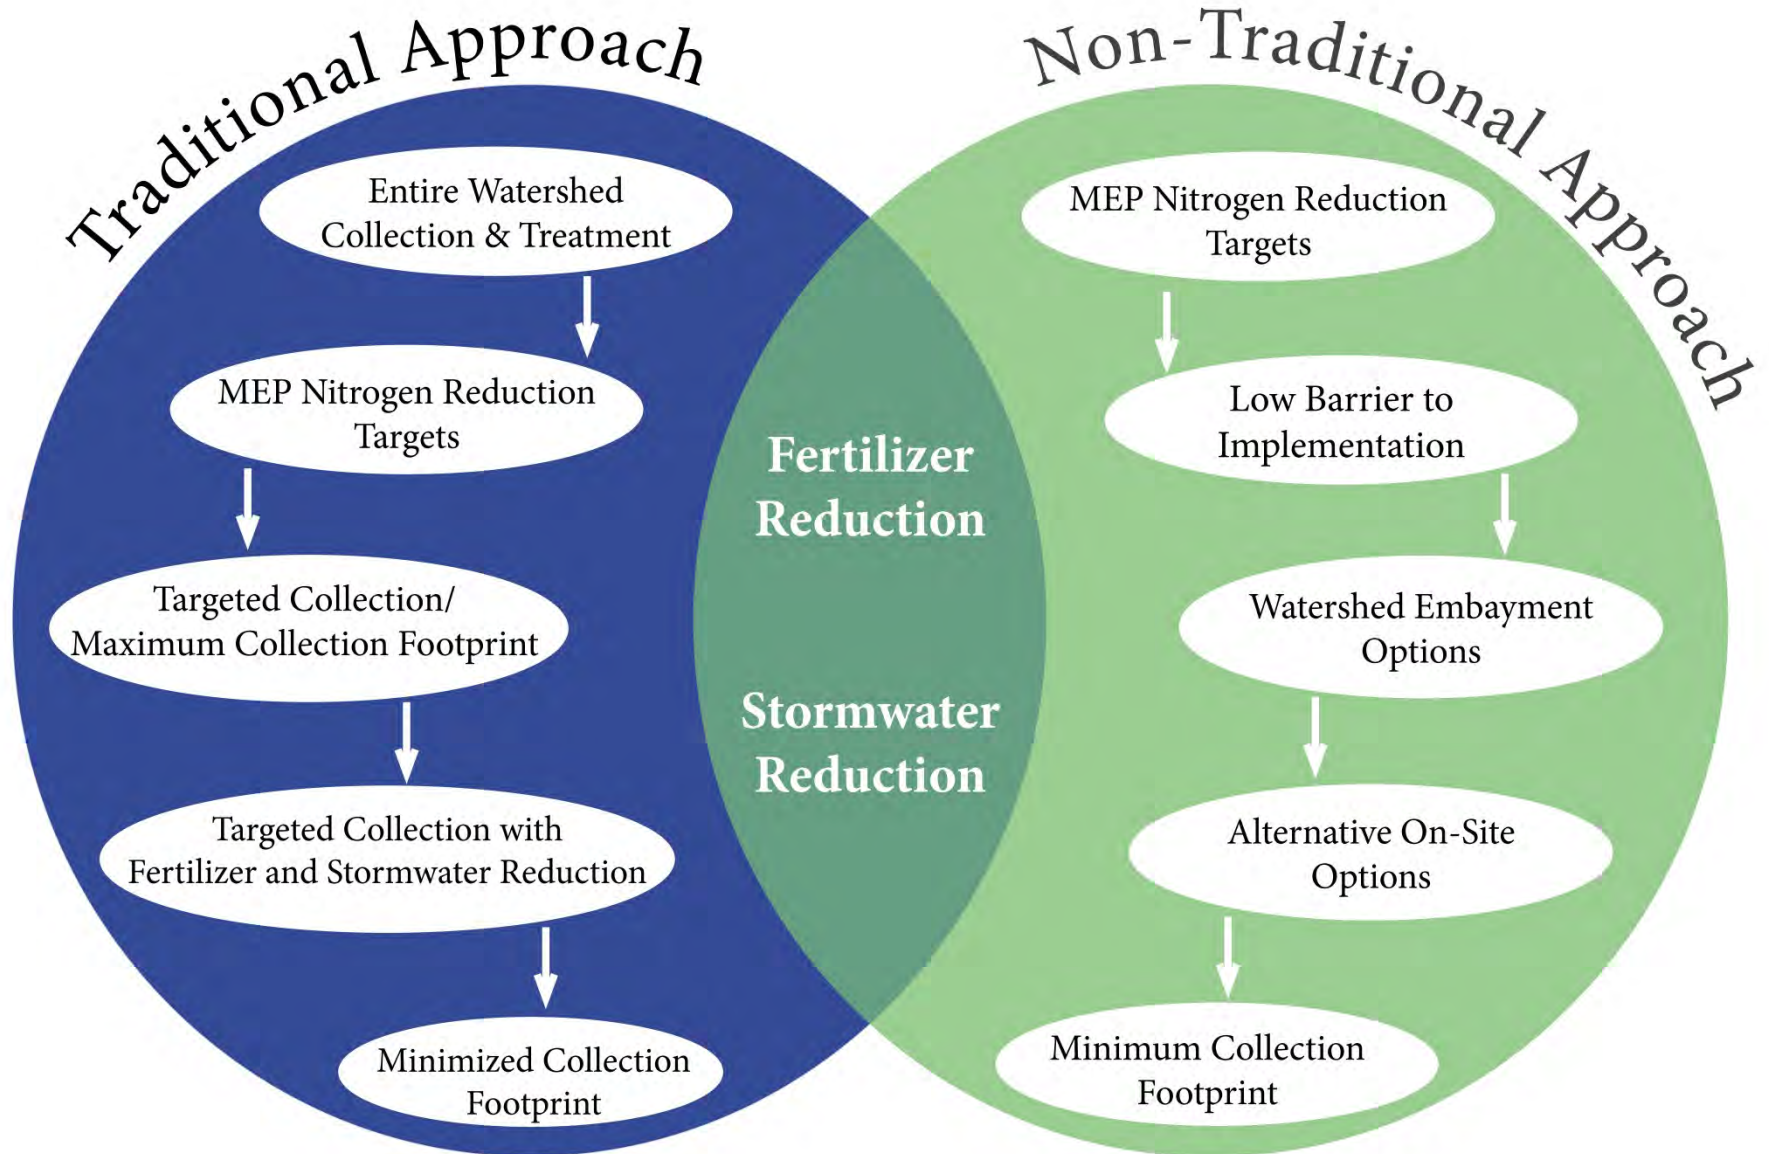 Traditional Approach
Entire Watershed
Collection & Treatment
MEP Nitrogen Reduction
Targets
Targeted Collection/
Maximum Collection Footprint
Targeted Collection with
Fertilizer and Stormwater Reduction
Minimized Collection
Footprint
Fertilizer
Reduction
Stormwater
Reduction
Non-Traditional Approach
MEP Nitrogen Reduction
Targets
Low Barrier to
Implementation
Watershed Embayment
Options
Alternative On-Site
Options
Minimum Collection
Footprint